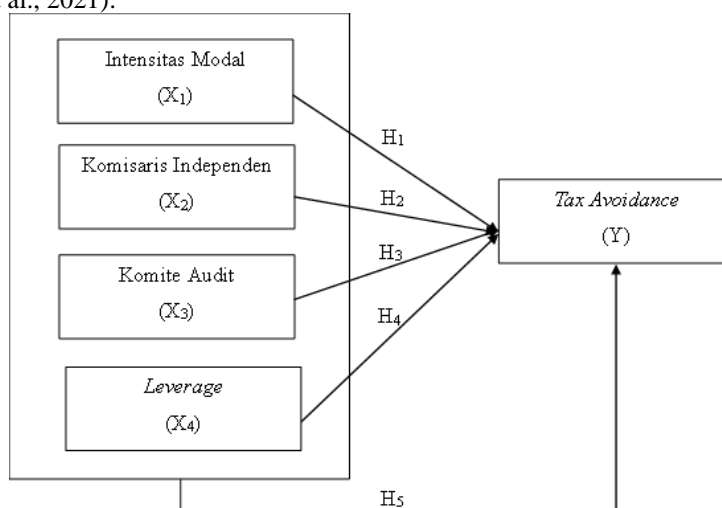 al., 2021).
Intensitas Modal
(X₁)
H₁
Komisaris Independen
(X₂)
H₂
Tax Avoidance
(Y)
H₃
Komite Audit
(X₃)
H₄
Leverage
(X₄)
H₅